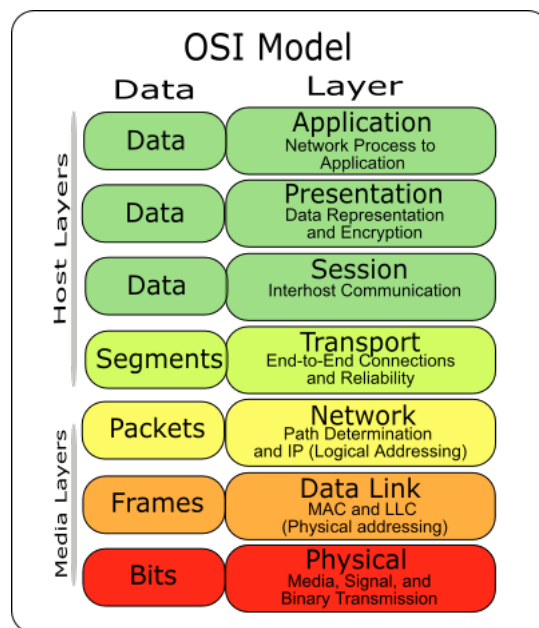 OSI Model
Data Layer
Host Layers
Data
Application
Network Process to
Application
Data
Presentation
Data Representation
and Encryption
Data
Session
Interhost Communication
Segments
Transport
End-to-End Connections
and Reliability
Media Layers
Packets
Network
Path Determination
and IP (Logical Addressing)
Frames
Data Link
MAC and LLC
(Physical addressing)
Bits
Physical
Media, Signal, and
Binary Transmission